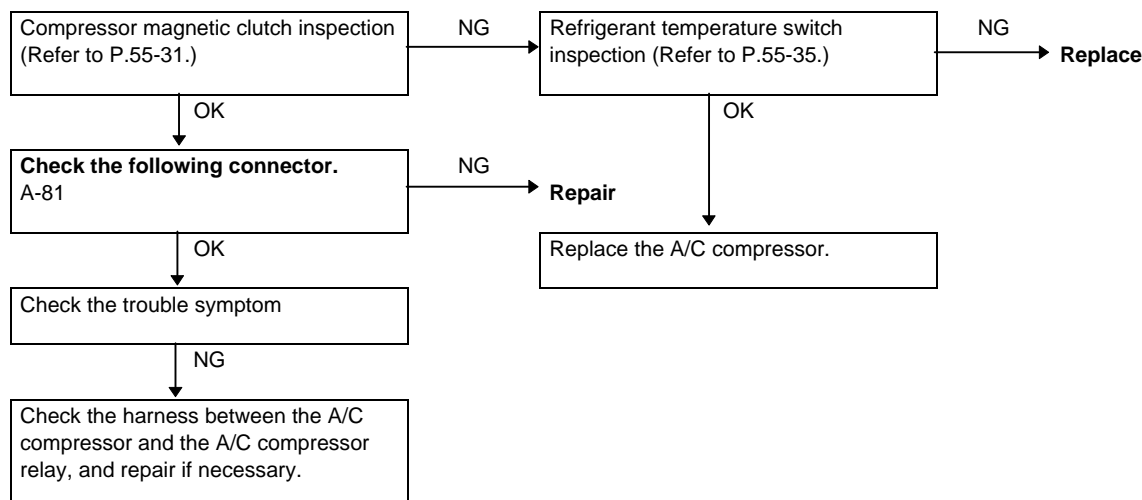 Compressor magnetic clutch inspection
(Refer to P.55-31.)
NG
Refrigerant temperature switch
inspection (Refer to P.55-35.)
NG
Replace
OK
OK
Check the following connector.
A-81
NG
Repair
OK
Replace the A/C compressor.
Check the trouble symptom
NG
Check the harness between the A/C
compressor and the A/C compressor
relay, and repair if necessary.